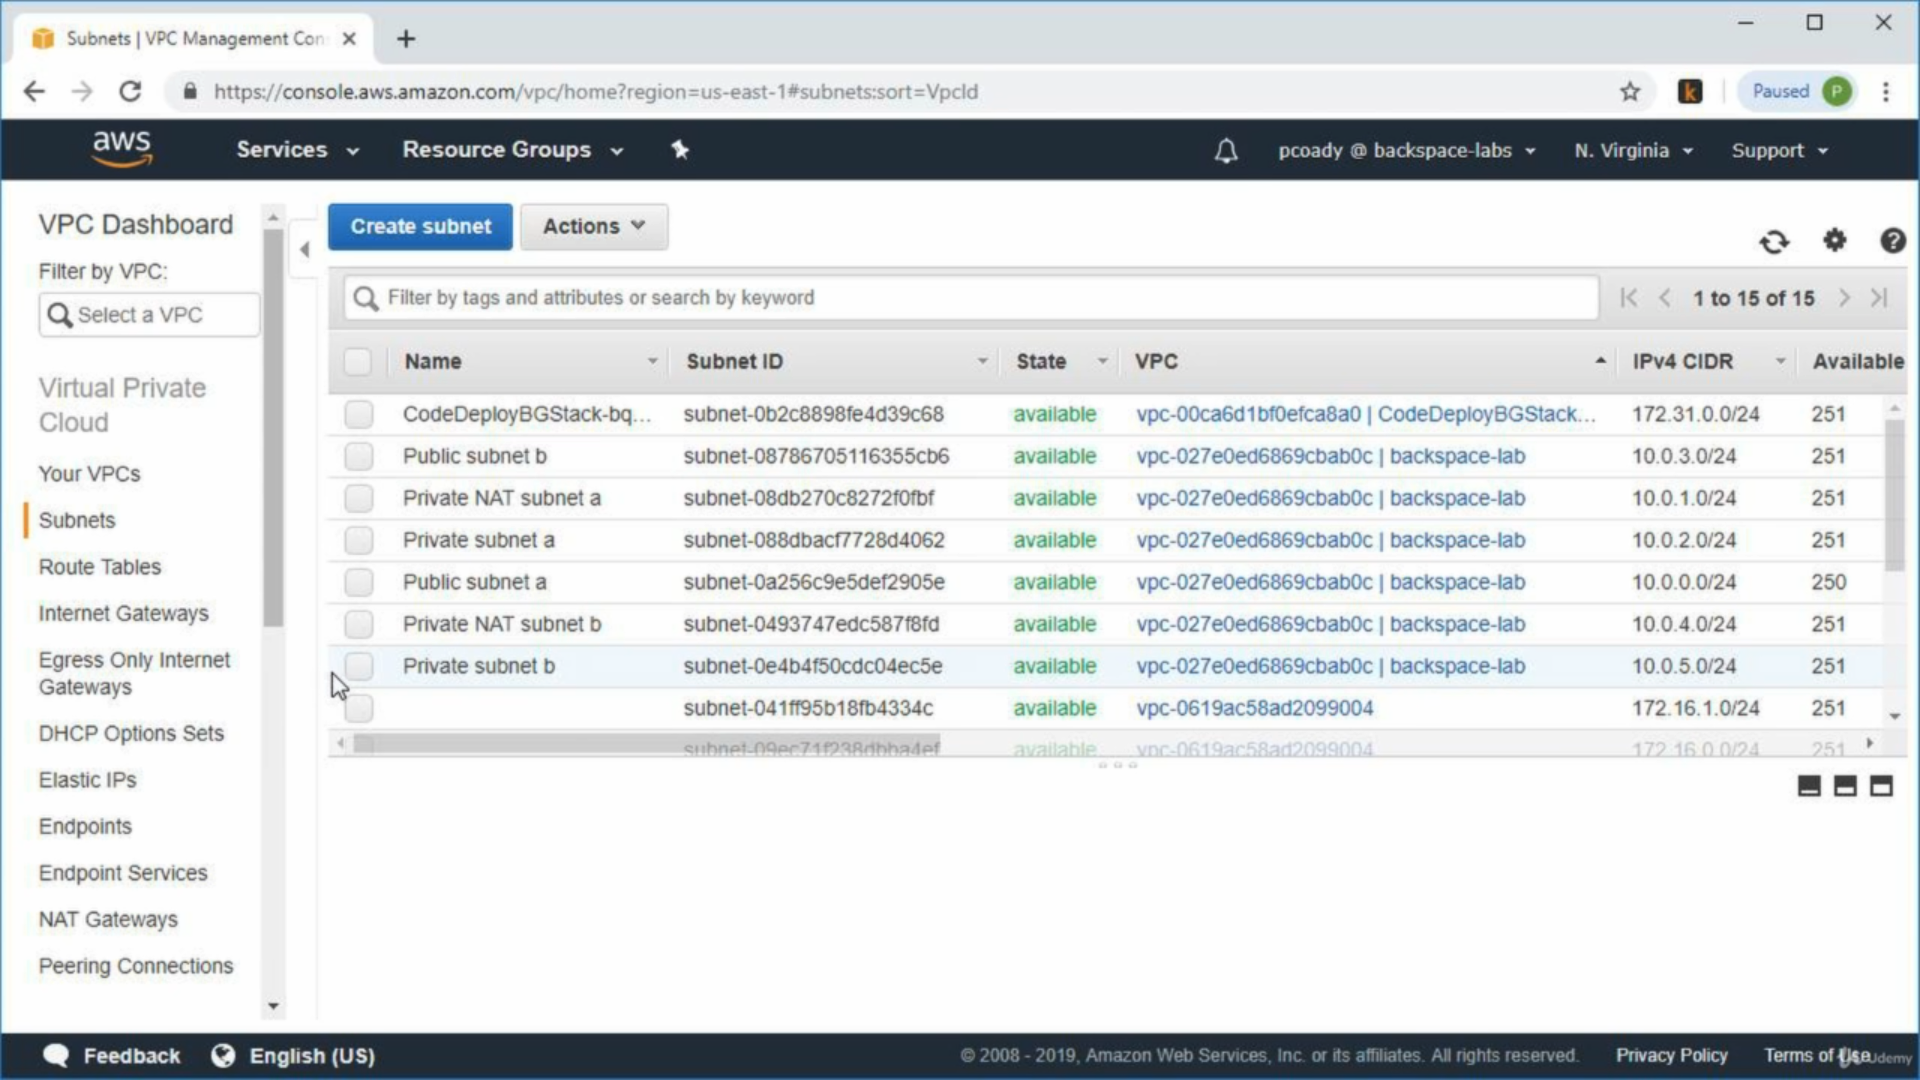 Subnets | VPC Management Con
https://console.aws.amazon.com/vpc/home?region=us-east-1#subnets:sort=VpcId
k
Paused P
aws
Services
Resource Groups
pcoady @ backspace-labs
N. Virginia
Support
VPC Dashboard
Filter by VPC:
Select a VPC
Virtual Private
Cloud
Your VPCs
Subnets
Route Tables
Internet Gateways
Egress Only Internet
Gateways
DHCP Options Sets
Elastic IPs
Endpoints
Endpoint Services
NAT Gateways
Peering Connections
Create subnet
Actions
Filter by tags and attributes or search by keyword
1 to 15 of 15
Name Subnet ID State VPC IPv4 CIDR Available
CodeDeployBGStack-bq... subnet-0b2c8898fe4d39c68 available vpc-00ca6d1bf0efca8a0 | CodeDeployBGStack... 172.31.0.0/24 251
Public subnet b subnet-08786705116355cb6 available vpc-027e0ed6869cbab0c | backspace-lab 10.0.3.0/24 251
Private NAT subnet a subnet-08db270c8272f0fbf available vpc-027e0ed6869cbab0c | backspace-lab 10.0.1.0/24 251
Private subnet a subnet-088dbacf7728d4062 available vpc-027e0ed6869cbab0c | backspace-lab 10.0.2.0/24 251
Public subnet a subnet-0a256c9e5def2905e available vpc-027e0ed6869cbab0c | backspace-lab 10.0.0.0/24 250
Private NAT subnet b subnet-0493747edc587f8fd available vpc-027e0ed6869cbab0c | backspace-lab 10.0.4.0/24 251
Private subnet b subnet-0e4b4f50cdc04ec5e available vpc-027e0ed6869cbab0c | backspace-lab 10.0.5.0/24 251
subnet-041ff95b18fb4334c available vpc-0619ac58ad2099004 172.16.1.0/24 251
subnet-09ec71f238dbba4ef available vpc-0619ac58ad2099004 172.16.0.0/24 251
Feedback
English (US)
© 2008 - 2019, Amazon Web Services, Inc. or its affiliates. All rights reserved.
Privacy Policy
Terms of Use
Udemy